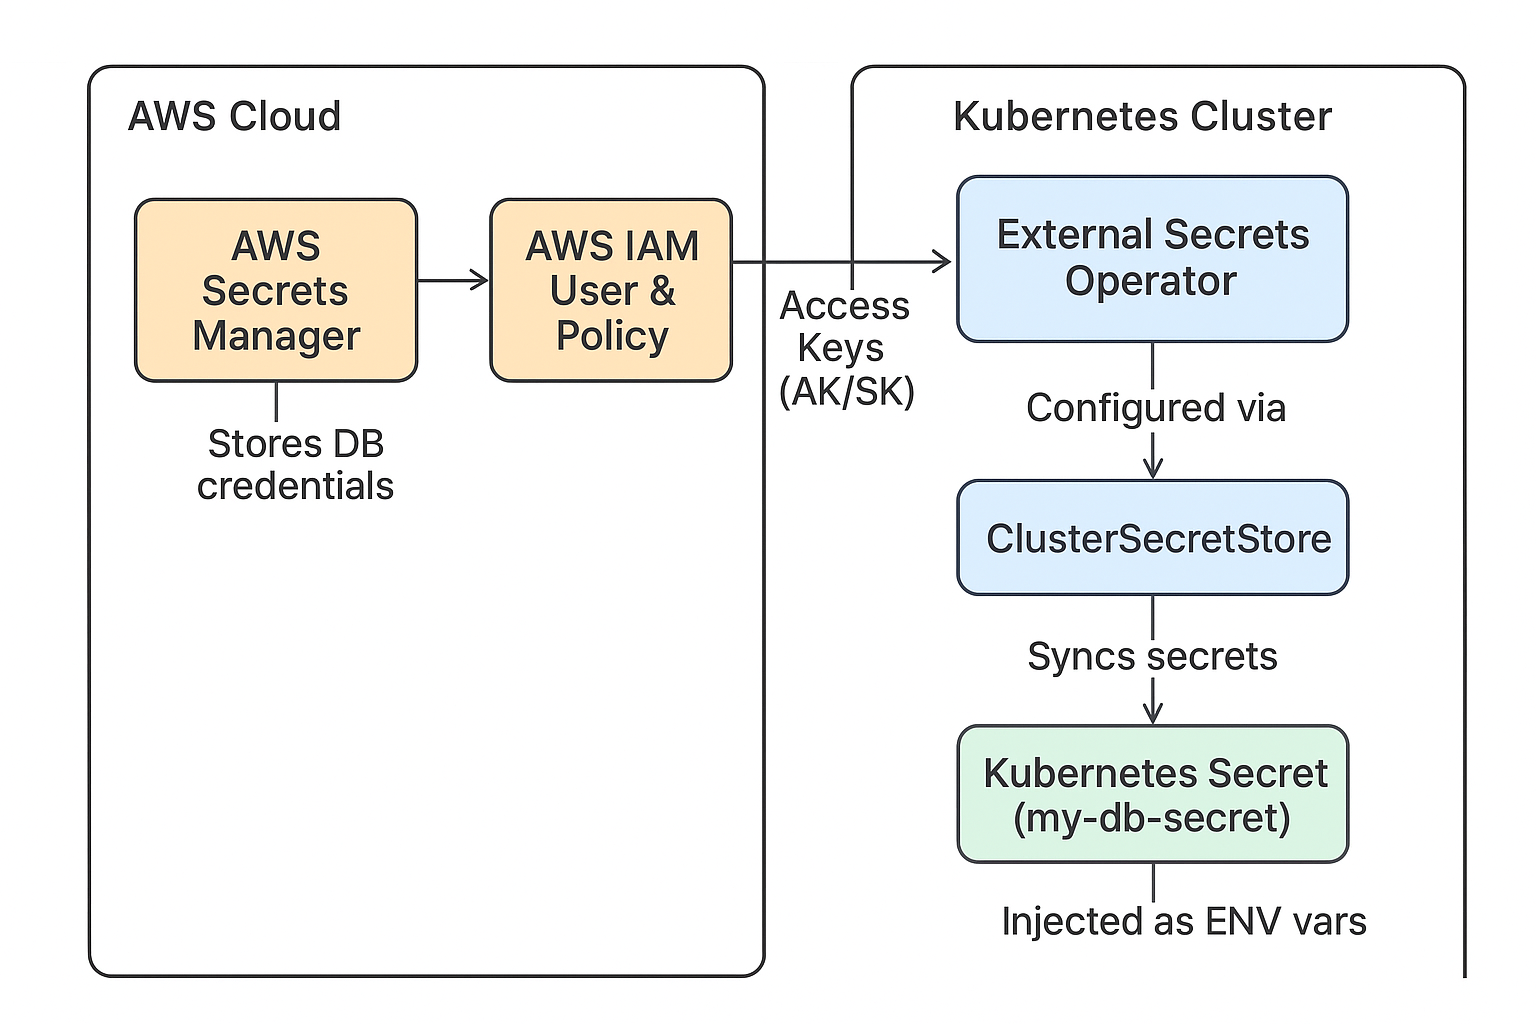 AWS Cloud
AWS
Secrets
Manager
Stores DB
credentials
AWS IAM
User &
Policy
Access
Keys
(AK/SK)
Kubernetes Cluster
External Secrets
Operator
Configured via
ClusterSecretStore
Syncs secrets
Kubernetes Secret
(my-db-secret)
Injected as ENV vars